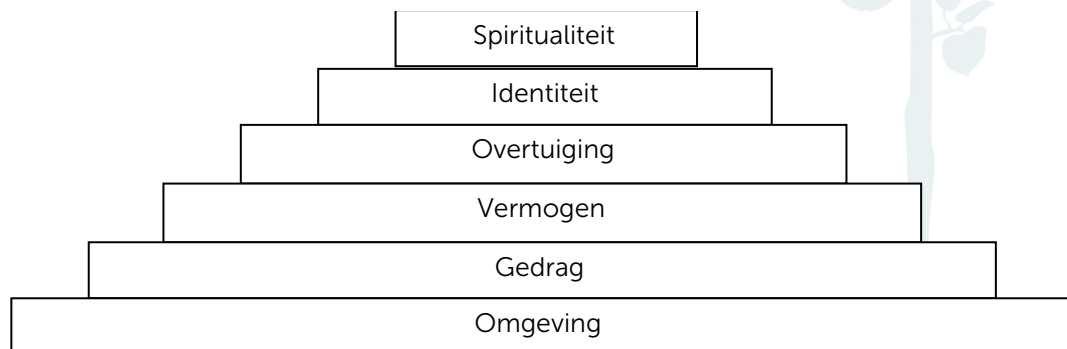 Spiritualiteit
Identiteit
Overtuiging
Vermogen
Gedrag
Omgeving